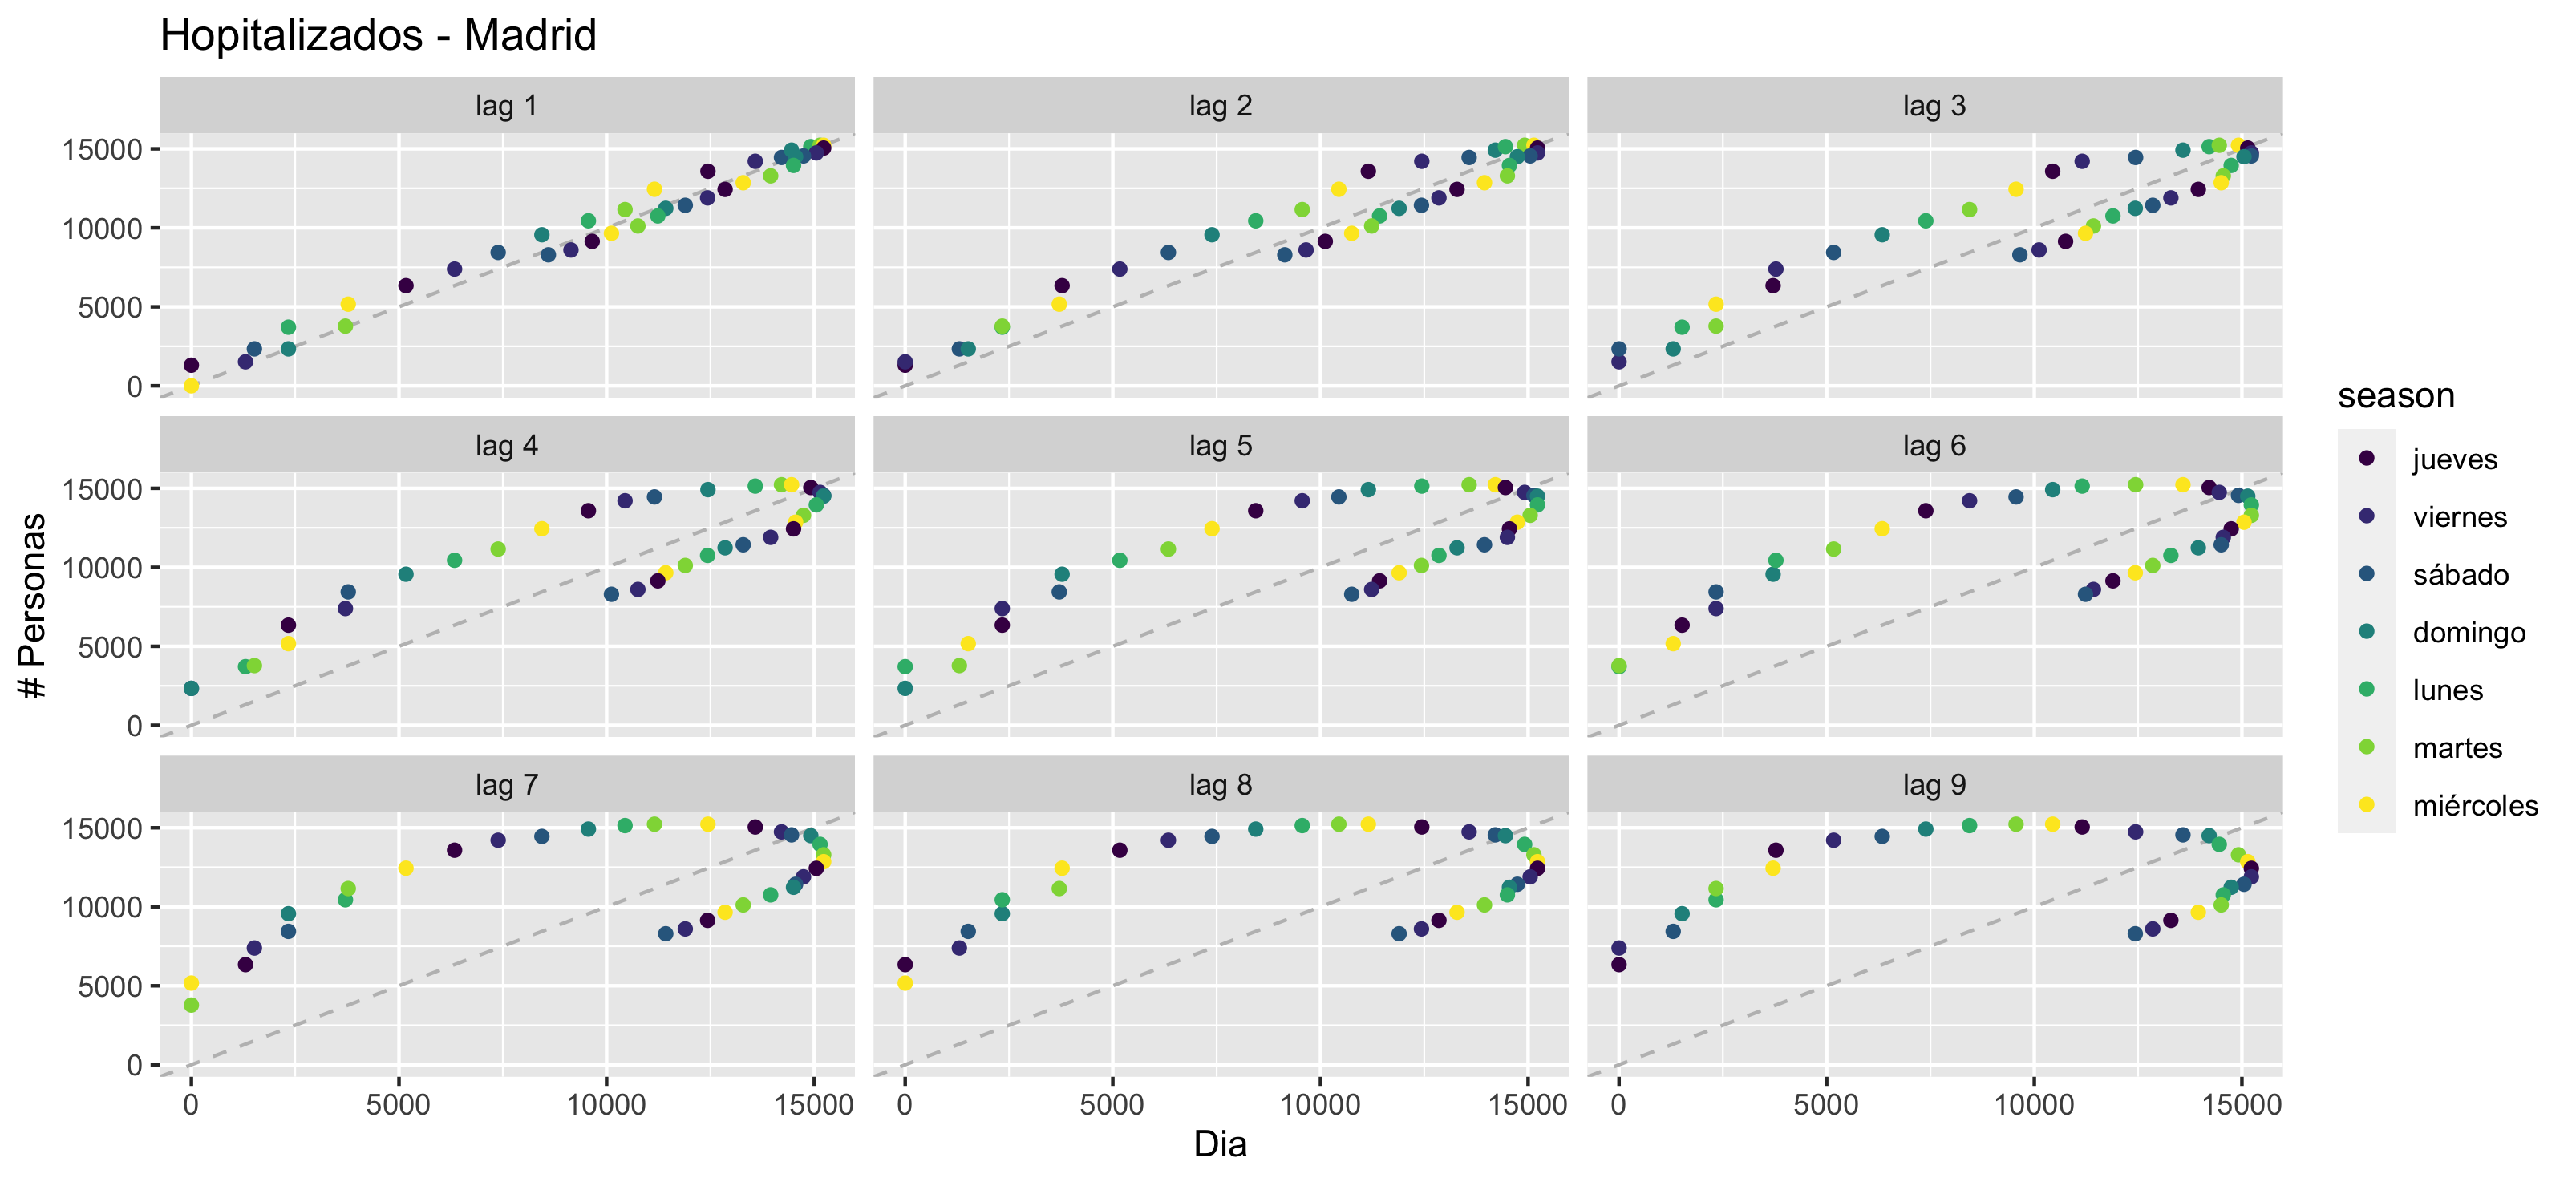 Hopitalizados - Madrid
lag 1
lag 2
lag 3
15000
10000
5000
0
lag 4
lag 5
lag 6
15000
10000
5000
0
lag 7
lag 8
lag 9
15000
10000
5000
0
0 5000 10000 15000
0 5000 10000 15000
0 5000 10000 15000
Dia
# Personas
season
jueves
viernes
sábado
domingo
lunes
martes
miércoles